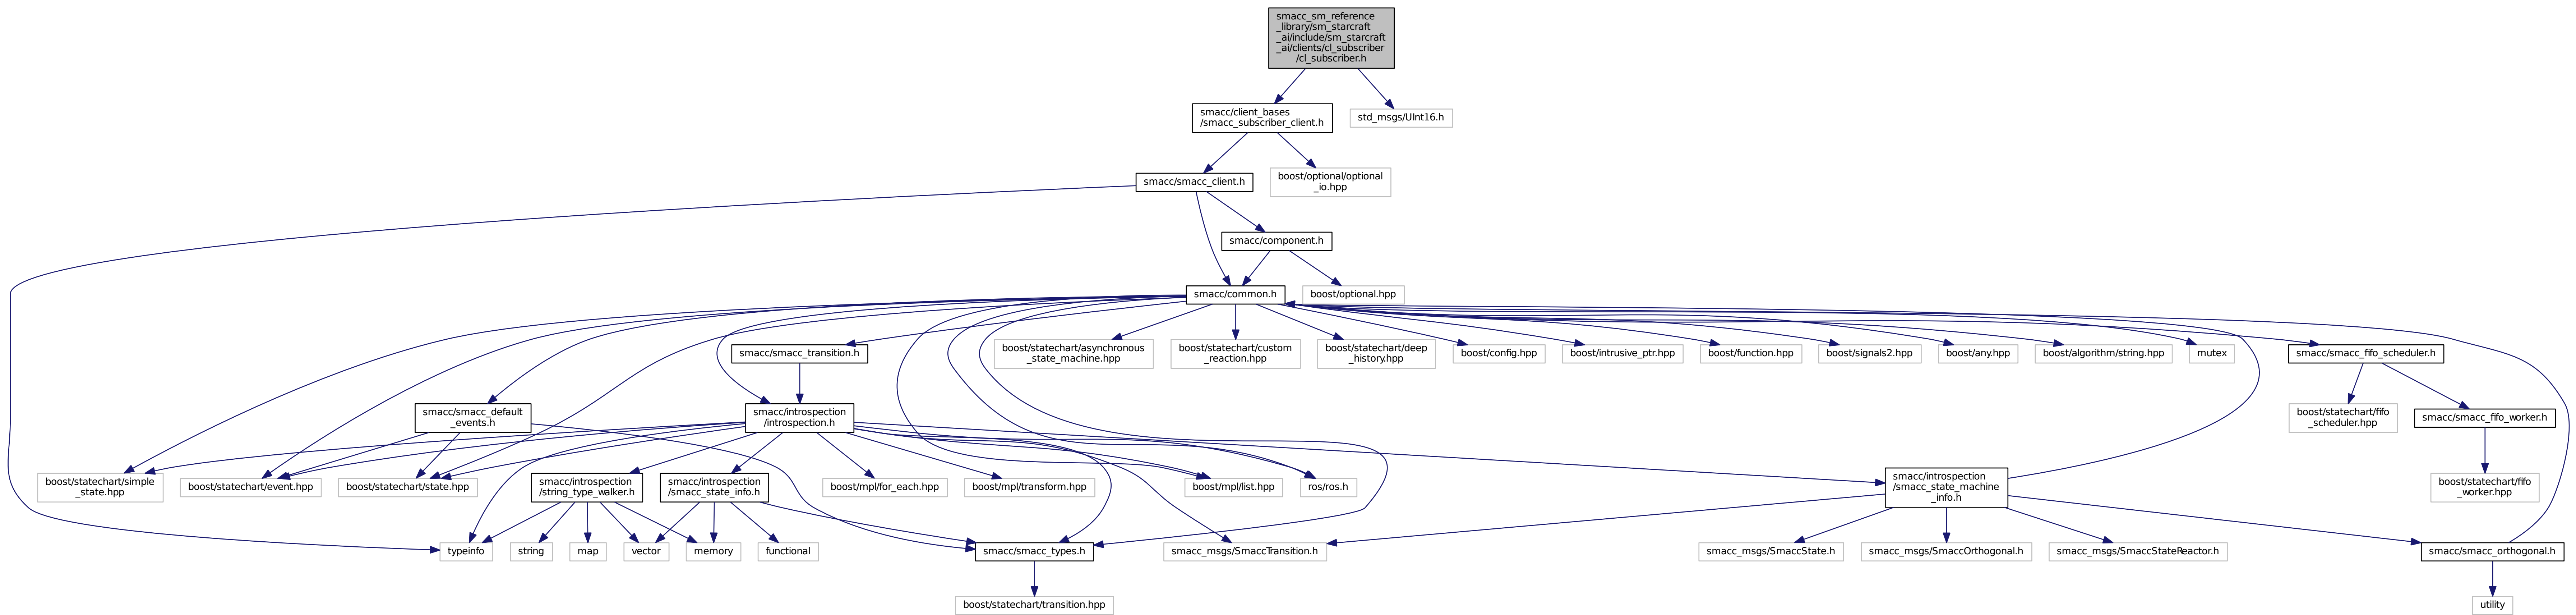 smacc_sm_reference
_library/sm_starcraft
_ai/include/sm_starcraft
_ai/clients/cl_subscriber
/cl_subscriber.h
smacc/client_bases
/smacc_subscriber_client.h
std_msgs/UInt16.h
smacc/smacc_client.h
boost/optional/optional
_io.hpp
smacc/component.h
smacc/common.h
boost/optional.hpp
smacc/smacc_transition.h
boost/statechart/asynchronous
_state_machine.hpp
boost/statechart/custom
_reaction.hpp
boost/statechart/deep
_history.hpp
boost/config.hpp
boost/intrusive_ptr.hpp
boost/function.hpp
boost/signals2.hpp
boost/any.hpp
boost/algorithm/string.hpp
mutex
smacc/smacc_fifo_scheduler.h
smacc/smacc_default
_events.h
smacc/introspection
/introspection.h
boost/statechart/fifo
_scheduler.hpp
smacc/smacc_fifo_worker.h
boost/statechart/simple
_state.hpp
boost/statechart/event.hpp
boost/statechart/state.hpp
smacc/introspection
/string_type_walker.h
smacc/introspection
/smacc_state_info.h
boost/mpl/for_each.hpp
boost/mpl/transform.hpp
boost/mpl/list.hpp
ros/ros.h
smacc/introspection
/smacc_state_machine
_info.h
boost/statechart/fifo
_worker.hpp
typeinfo
string
map
vector
memory
functional
smacc/smacc_types.h
smacc_msgs/SmaccTransition.h
smacc_msgs/SmaccState.h
smacc_msgs/SmaccOrthogonal.h
smacc_msgs/SmaccStateReactor.h
smacc/smacc_orthogonal.h
boost/statechart/transition.hpp
utility